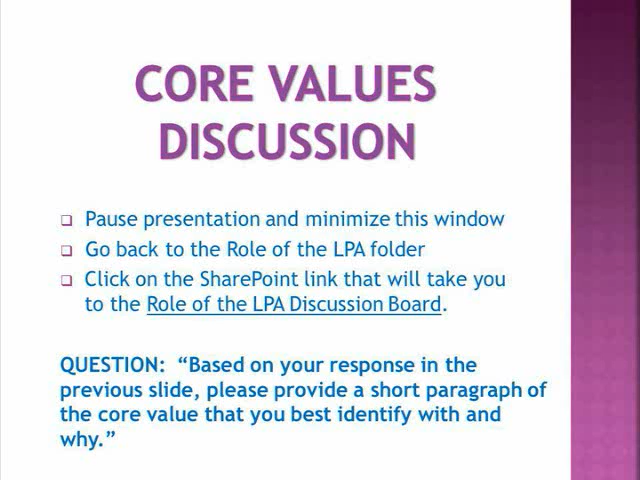 CORE VALUES
DISCUSSION
Pause presentation and minimize this window
Go back to the Role of the LPA folder
Click on the SharePoint link that will take you
to the Role of the LPA Discussion Board.
QUESTION:  “Based on your response in the
previous slide, please provide a short paragraph of
the core value that you best identify with and
why.”